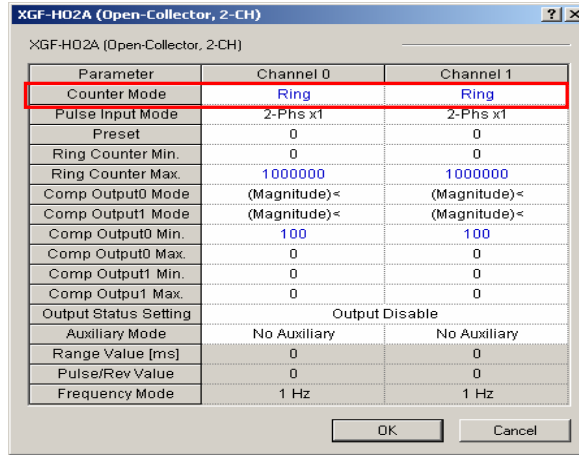 XGF-HO2A (Open-Collector, 2-CH)
XGF-HO2A (Open-Collector, 2-CH)
Parameter Channel 0 Channel 1
Counter Mode Ring Ring
Pulse Input Mode 2-Phs x1 2-Phs x1
Preset 0 0
Ring Counter Min. 0 0
Ring Counter Max. 1000000 1000000
Comp Output0 Mode (Magnitude)< (Magnitude)<
Comp Output1 Mode (Magnitude)< (Magnitude)<
Comp Output0 Min. 100 100
Comp Output0 Max. 0 0
Comp Output1 Min. 0 0
Comp Outpu1 Max. 0 0
Output Status Setting Output Disable
Auxiliary Mode No Auxiliary No Auxiliary
Range Value [ms] 0 0
Pulse/Rev Value 0 0
Frequency Mode 1 Hz 1 Hz
OK Cancel